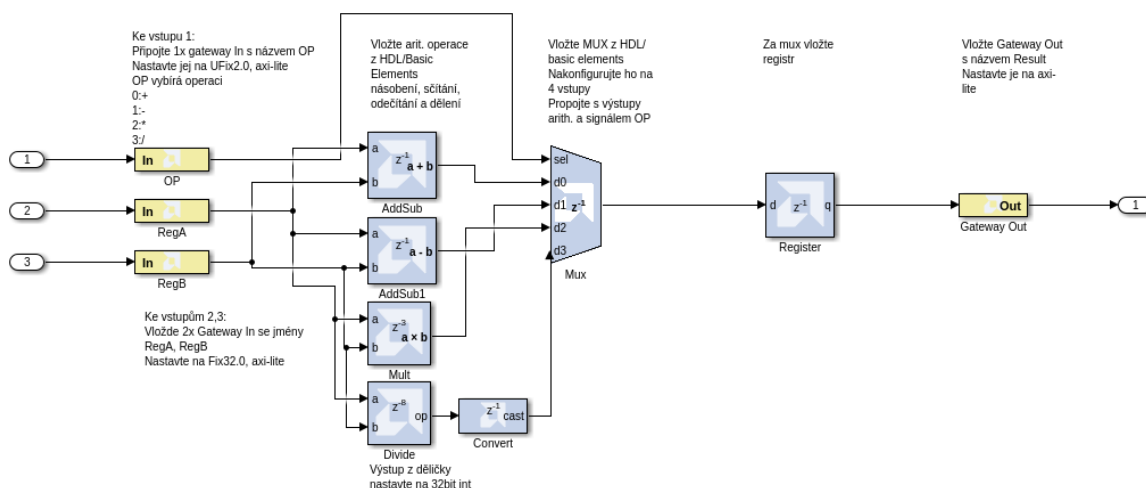 Ke vstupu 1:
Připojte 1x gateway In s názvem OP
Nastavte jej na UFix2.0, axi-lite
OP vybírá operaci
0:+
1:-
2:*
3:/
Vložte arit. operace
z HDL/Basic
Elements
násobení, sčítání,
odečítání a dělení
Vložte MUX z HDL/
basic elements
Nakonfigurujte ho na
4 vstupy
Propojte s výstupy
arith. a signálem OP
Za mux vložte
registr
Vložte Gateway Out
s názvem Result
Nastavte je na axi-
lite
1
In
OP
2
In
RegA
3
In
RegB
Ke vstupům 2,3:
Vložde 2x Gateway In se jmény
RegA, RegB
Nastavte na Fix32.0, axi-lite
a
b
z-1
a + b
AddSub
a
b
z-1
a - b
AddSub1
a
b
z-3
a × b
Mult
a
b
z-8
op
Divide
Výstup z děličky
nastavte na 32bit int
z-1
cast
Convert
sel
d0
d1
d2
d3
z-1
Mux
d
z-1
q
Register
Out
Gateway Out
1